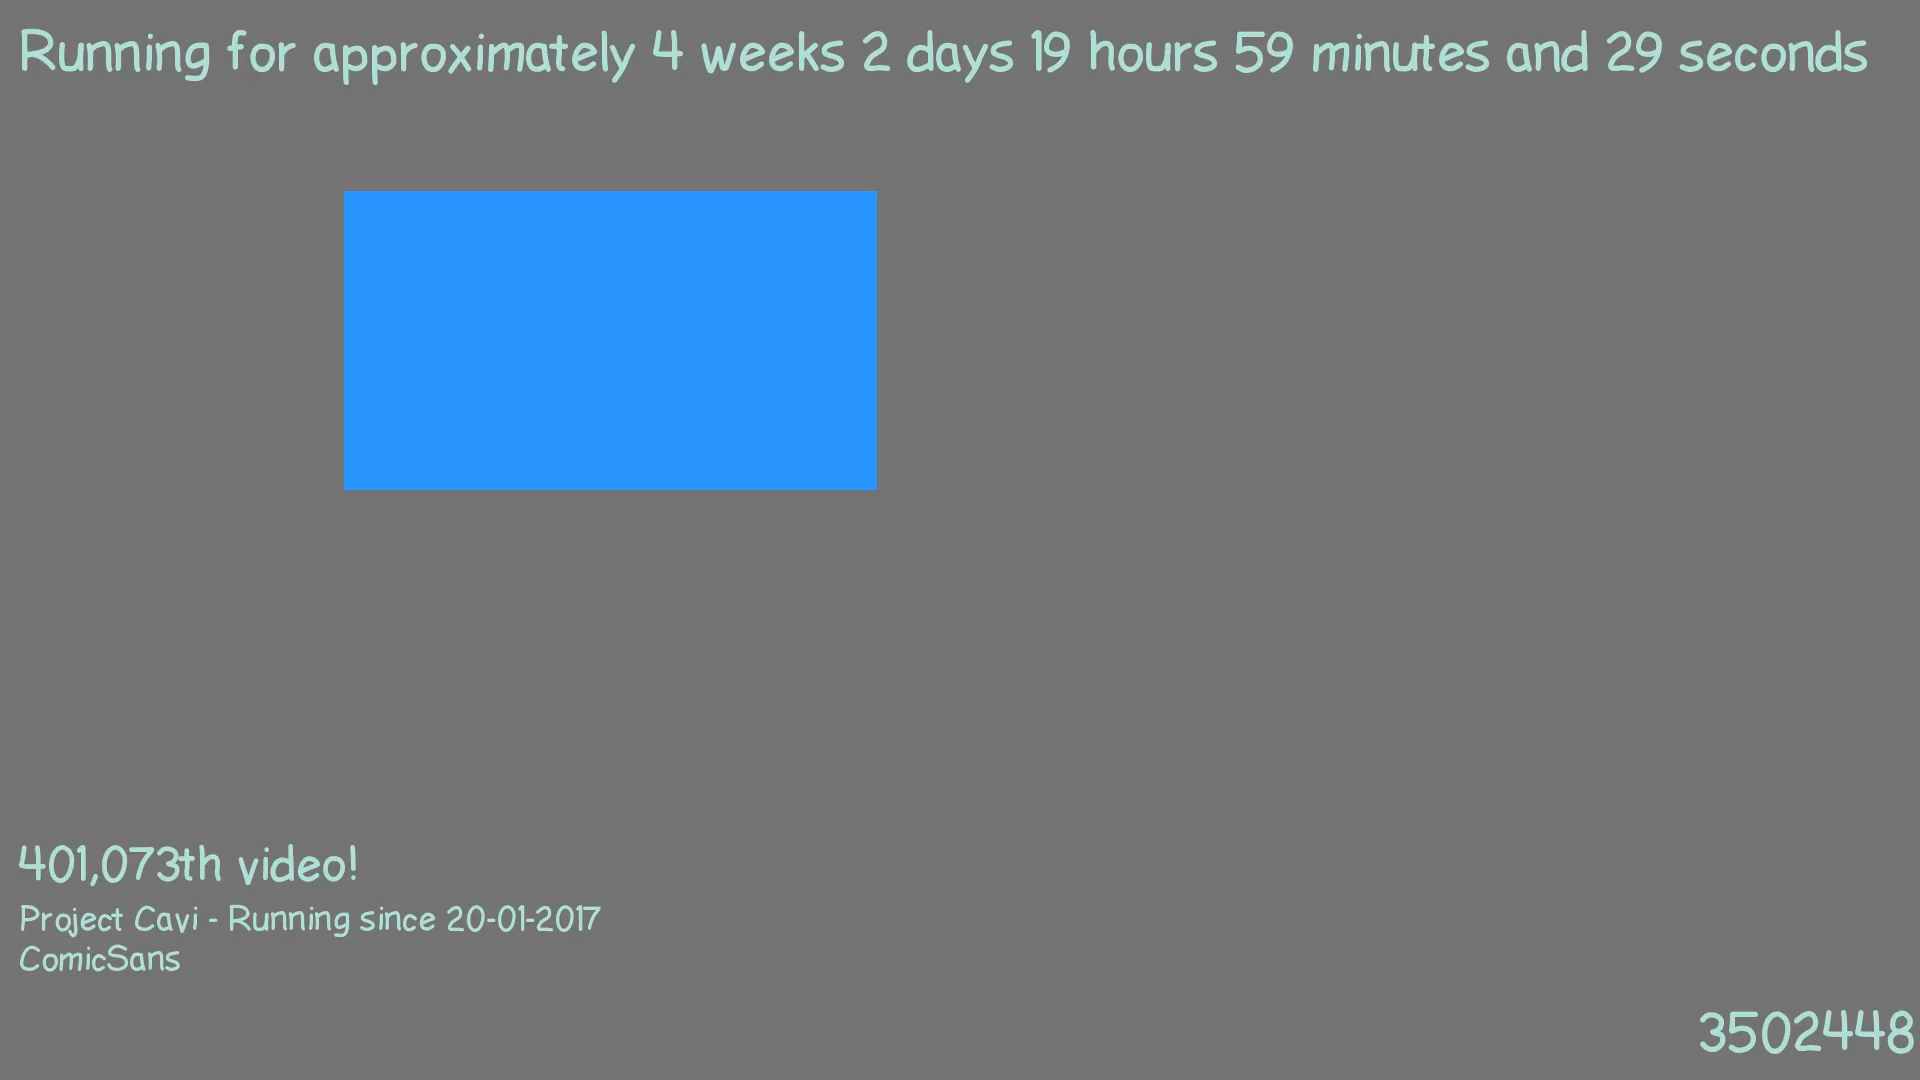 Running for approximately 4 weeks 2 days 19 hours 59 minutes and 29 seconds
401,073th video!
Project Cavi - Running since 20-01-2017
ComicSans
3502448